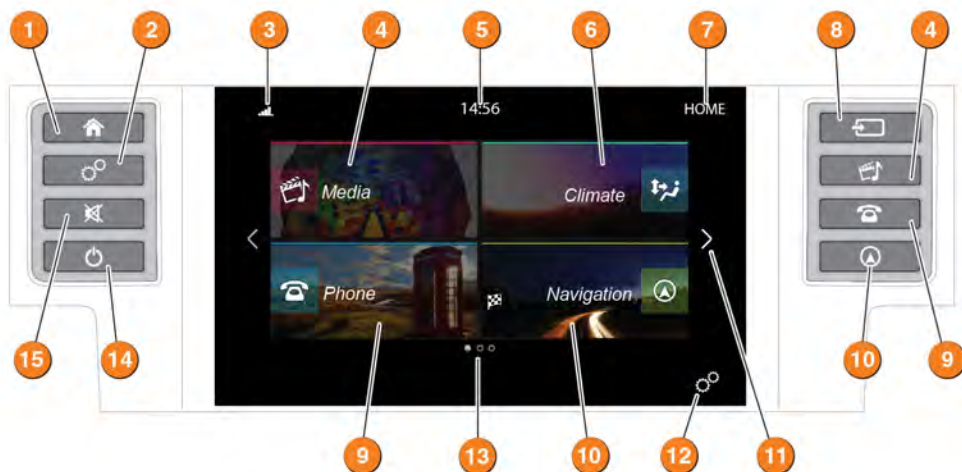 1 2 3 4 5 6 7 8 4
14:56 HOME
Media Climate
Phone Navigation
15 14 10 9
9 13 10 12 11